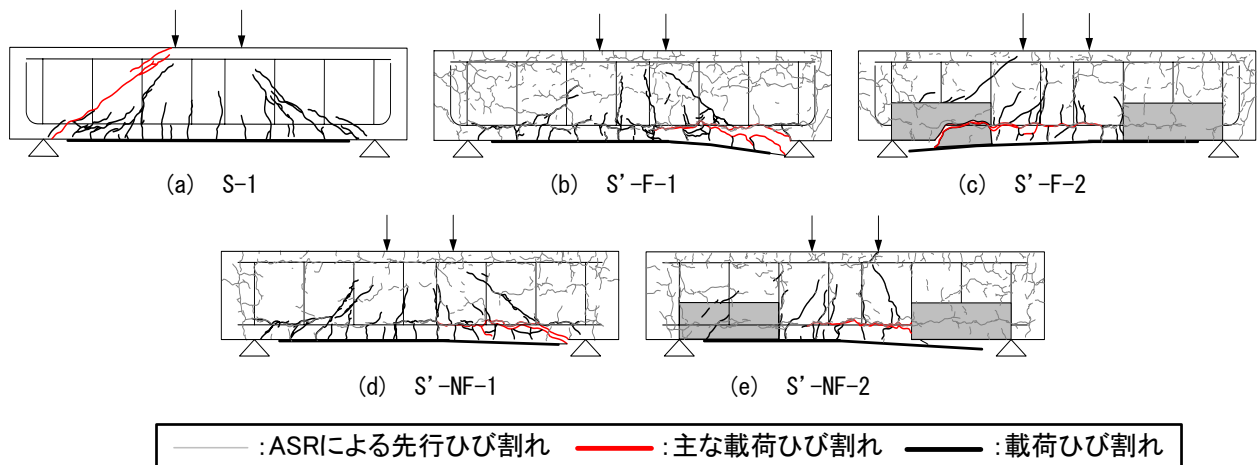 (a) S-1
(b) S'-F-1
(c) S'-F-2
(d) S'-NF-1
(e) S'-NF-2
:ASRによる先行ひび割れ :主な載荷ひび割れ :載荷ひび割れ